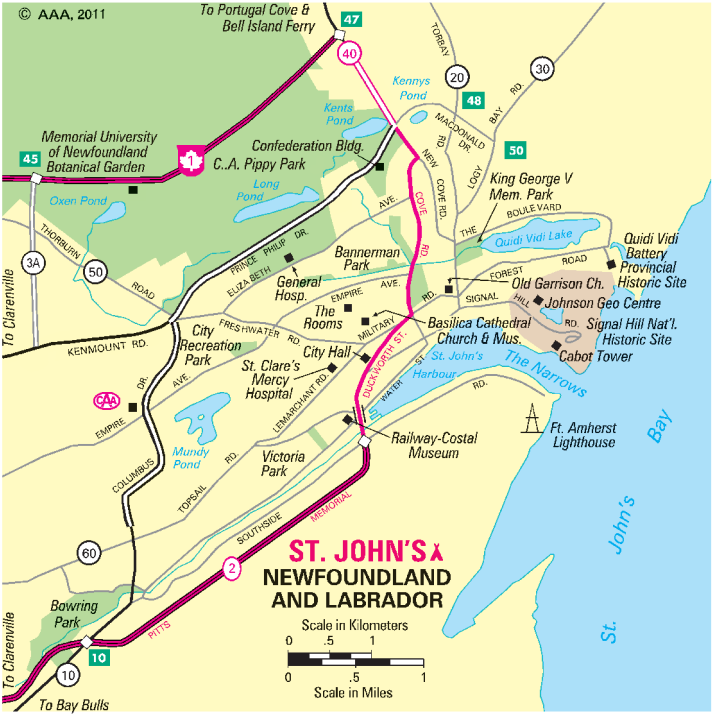 © AAA, 2011
To Portugal Cove &
Bell Island Ferry
47
40
TORBAY
RD.
20
30
48
BAY
RD.
Kennys
Pond
Kents
Pond
MACDONALD
DR.
50
LOGY
NEW
COVE RD.
Memorial University
of Newfoundland
Botanical Garden
45
1
Confederation Bldg.
C..A. Pippy Park
King George V
Mem. Park
Oxen Pond
Long
Pond
AVE.
COVE
RD.
THE
BOULEVARD
Quidi Vidi Lake
Quidi Vidi
Battery
Provincial
Historic Site
3A
THORBURN
ROAD
50
PRINCE PHILIP DR.
ELIZABETH
General
Hosp.
Bannerman
Park
EMPIRE
AVE.
The
Rooms
MILITARY
RD.
FOREST
ROAD
Old Garrison Ch.
SIGNAL
HILL
RD.
Johnson Geo Centre
Signal Hill Nat'l.
Historic Site
Cabot Tower
To Clarenville
KENMOUNT RD.
City
Recreation
Park
FRESHWATER
RD.
City Hall
Basilica Cathedral
Church & Mus.
St. Clare's
Mercy
Hospital
DUCKWORTH ST.
WATER
ST.
St. John's
Harbour
The Narrows
CAA
EMPIRE
AVE.
DR.
COLUMBUS
LEMARCHANT RD.
RD.
Ft. Amherst
Lighthouse
Railway-Costal
Museum
Mundy
Pond
Victoria
Park
TOPSAIL
RD.
SOUTHSIDE
MEMORIAL
PITTS
60
2
St. John's Bay
ST. JOHN'S
NEWFOUNDLAND
AND LABRADOR
Scale in Kilometers
0 .5 1
0 .5 1
Scale in Miles
Bowring
Park
To Clarenville
10
10
To Bay Bulls